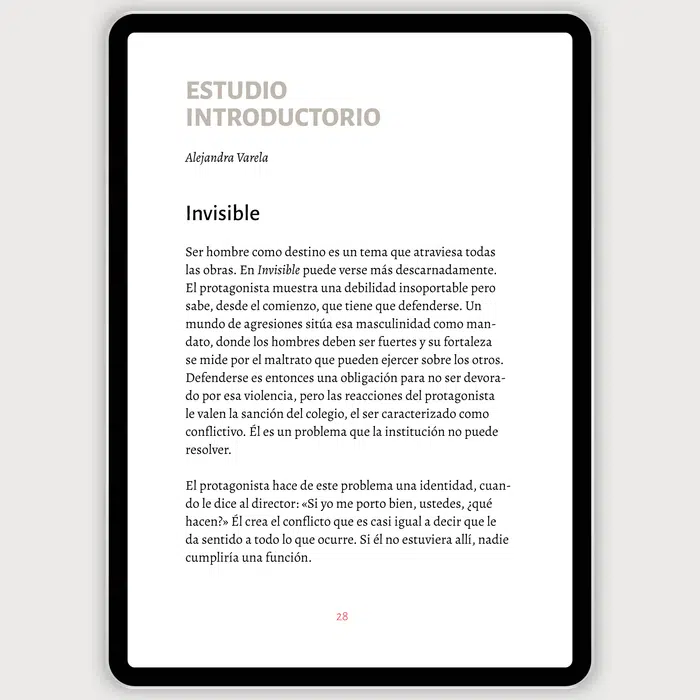 ESTUDIO
INTRODUCTORIO
Alejandra Varela
Invisible
Ser hombre como destino es un tema que atraviesa todas
las obras. En Invisible puede verse más descarnadamente.
El protagonista muestra una debilidad insoportable pero
sabe, desde el comienzo, que tiene que defenderse. Un
mundo de agresiones sitúa esa masculinidad como man-
dato, donde los hombres deben ser fuertes y su fortaleza
se mide por el maltrato que pueden ejercer sobre los otros.
Defenderse es entonces una obligación para no ser devora-
do por esa violencia, pero las reacciones del protagonista
le valen la sanción del colegio, el ser caracterizado como
conflictivo. Él es un problema que la institución no puede
resolver.
El protagonista hace de este problema una identidad, cuan-
do le dice al director: «Si yo me porto bien, ustedes, ¿qué
hacen?» Él crea el conflicto que es casi igual a decir que le
da sentido a todo lo que ocurre. Si él no estuviera allí, nadie
cumpliría una función.
28